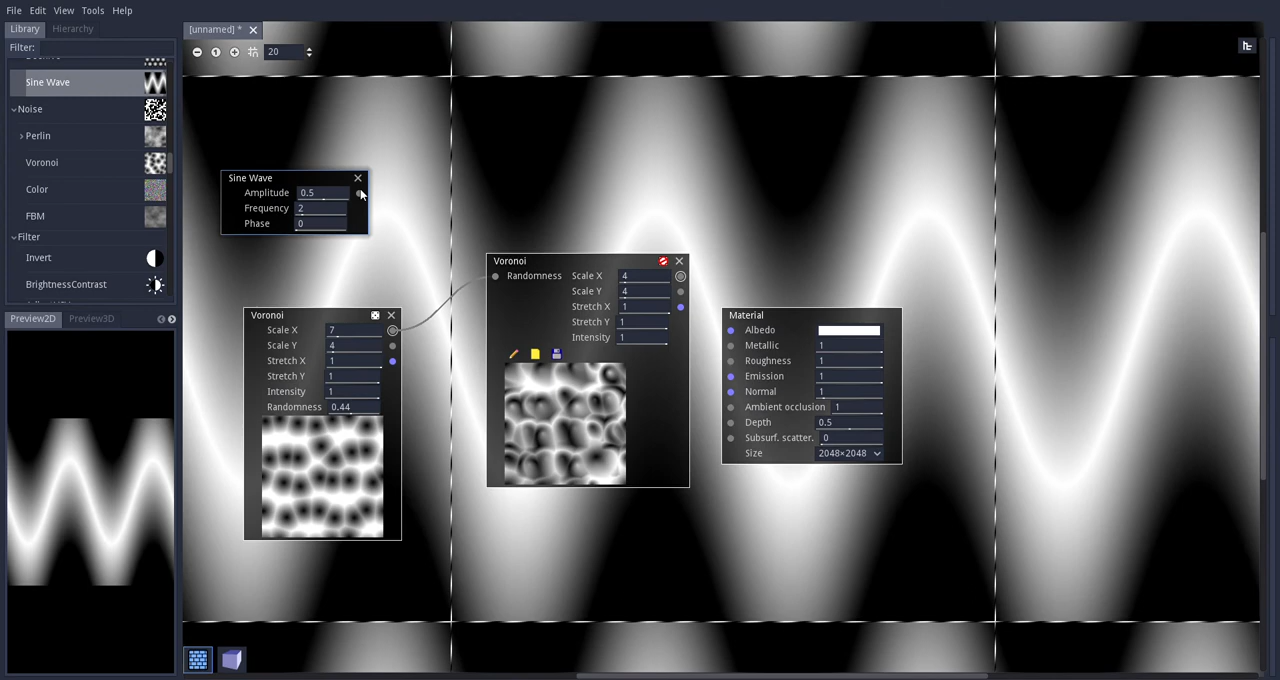 File Edit View Tools Help
Library Hierarchy
Filter:
Sine Wave
Noise
Perlin
Voronoi
Color
FBM
Filter
Invert
BrightnessContrast
Preview2D Preview3D
[unnamed] *
20
Sine Wave
Amplitude 0.5
Frequency 2
Phase 0
Voronoi
Scale X 7
Scale Y 4
Stretch X 1
Stretch Y 1
Intensity 1
Randomness 0.44
Voronoi
Randomness Scale X 4
Scale Y 4
Stretch X 1
Stretch Y 1
Intensity 1
Material
Albedo
Metallic 1
Roughness 1
Emission 1
Normal 1
Ambient occlusion 1
Depth 0.5
Subsurf. scatter. 0
Size 2048×2048